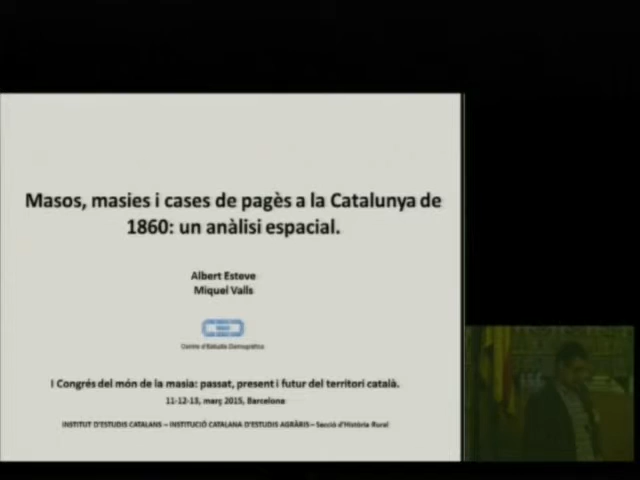 Masos, masies i cases de pagès a la Catalunya de
1860: un anàlisi espacial.
Albert Esteve
Miquel Valls
Centre d'Estudis Demogràfics
I Congrés del món de la masia: passat, present i futur del territori català.
11-12-13, març 2015, Barcelona
INSTITUT D'ESTUDIS CATALANS – INSTITUCIÓ CATALANA D'ESTUDIS AGRÀRIS – Secció d'Història Rural